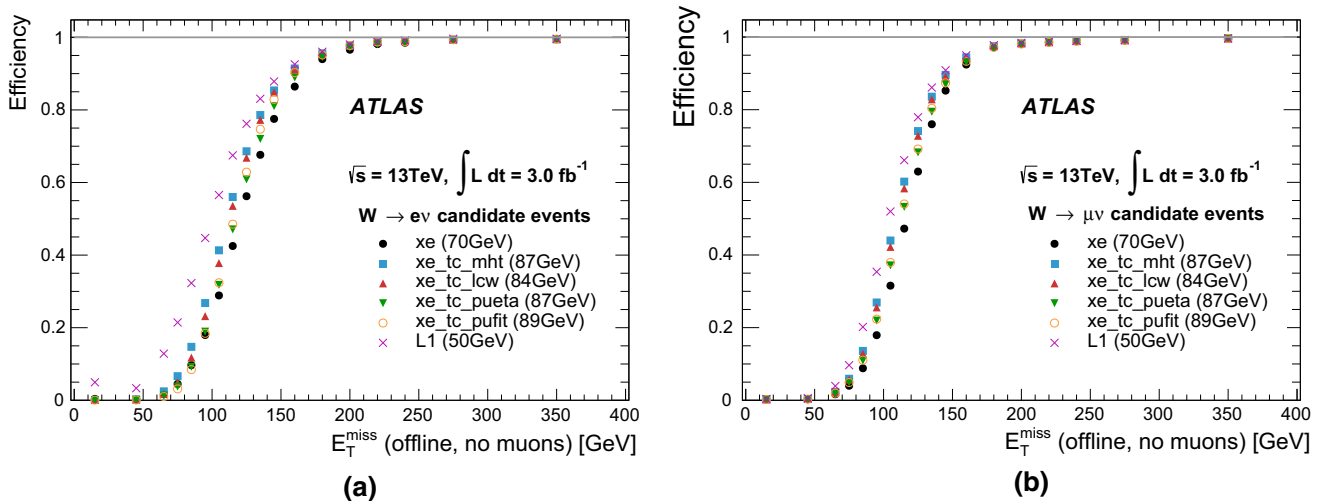 Efficiency
1
0.8
0.6
0.4
0.2
0
ATLAS
√s = 13TeV, ∫L dt = 3.0 fb⁻¹
W → eν candidate events
xe (70GeV)
xe_tc_mht (87GeV)
xe_tc_lcw (84GeV)
xe_tc_pueta (87GeV)
xe_tc_pufit (89GeV)
L1 (50GeV)
0 50 100 150 200 250 300 350 400
E_T^miss (offline, no muons) [GeV]
(a)
Efficiency
1
0.8
0.6
0.4
0.2
0
ATLAS
√s = 13TeV, ∫L dt = 3.0 fb⁻¹
W → μν candidate events
xe (70GeV)
xe_tc_mht (87GeV)
xe_tc_lcw (84GeV)
xe_tc_pueta (87GeV)
xe_tc_pufit (89GeV)
L1 (50GeV)
0 50 100 150 200 250 300 350 400
E_T^miss (offline, no muons) [GeV]
(b)